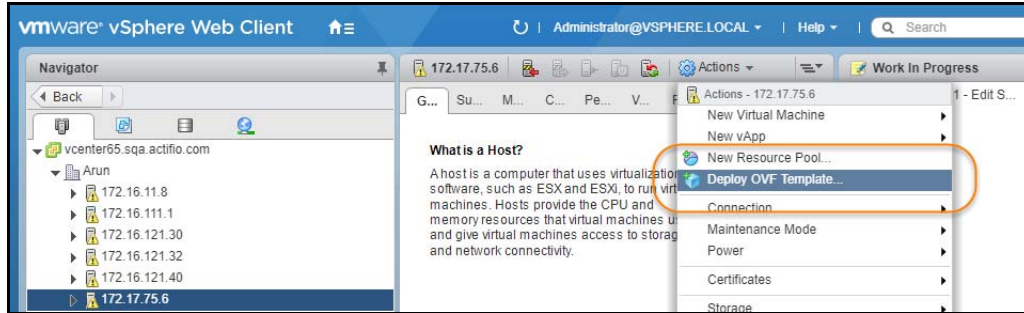 vmware® vSphere Web Client
Administrator@VSPHERE.LOCAL
Help
Search
Navigator
Back
vcenter65.sqa.actifio.com
Arun
172.16.11.8
172.16.111.1
172.16.121.30
172.16.121.32
172.16.121.40
172.17.75.6
172.17.75.6
Actions
G... Su... M... C... Pe... V...
What is a Host?
A host is a computer that uses virtualization
software, such as ESX and ESXi, to run virt
machines. Hosts provide the CPU and
memory resources that virtual machines u
and give virtual machines access to storag
and network connectivity.
Actions - 172.17.75.6
New Virtual Machine
New vApp
New Resource Pool...
Deploy OVF Template...
Connection
Maintenance Mode
Power
Certificates
Storage
Work In Progress
1 - Edit S...